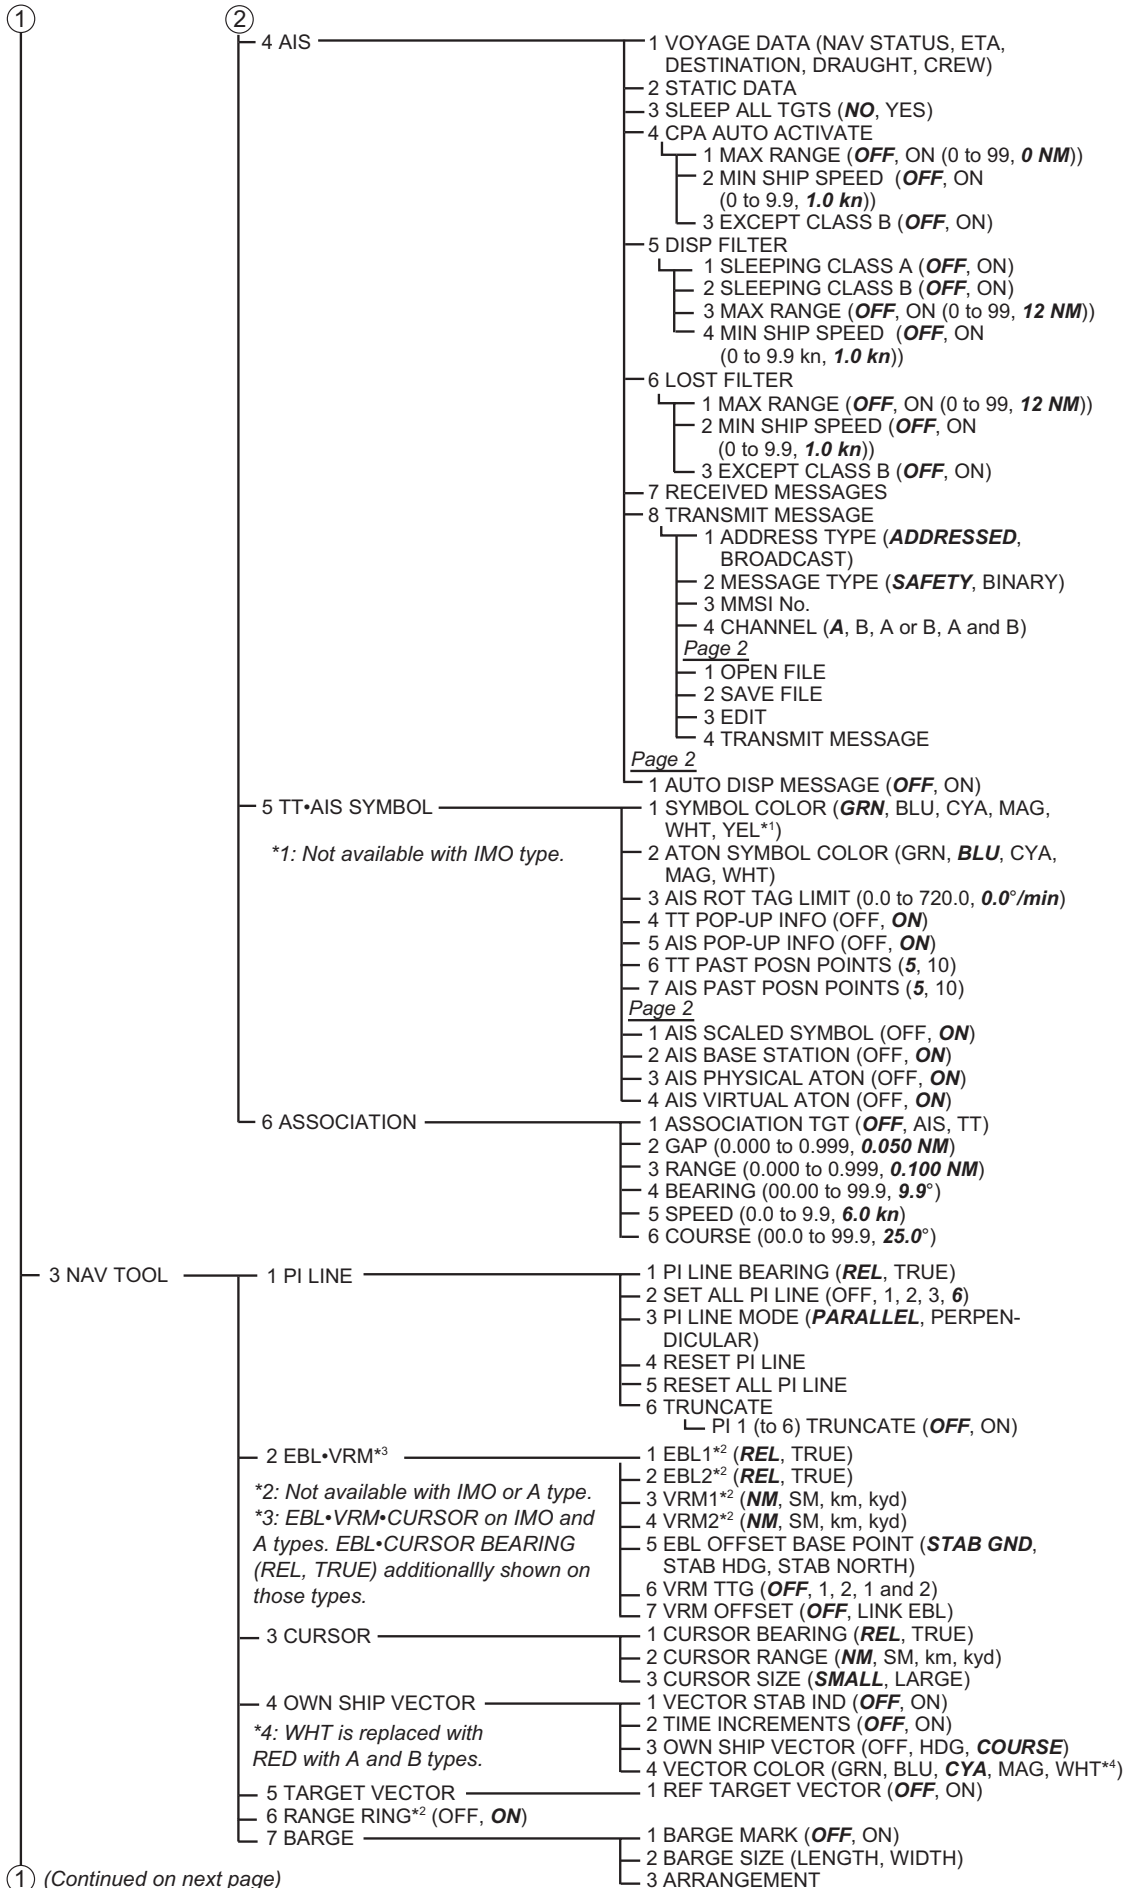 1
2
4 AIS
1 VOYAGE DATA (NAV STATUS, ETA,
DESTINATION, DRAUGHT, CREW)
2 STATIC DATA
3 SLEEP ALL TGTS (NO, YES)
4 CPA AUTO ACTIVATE
1 MAX RANGE (OFF, ON (0 to 99, 0 NM))
2 MIN SHIP SPEED (OFF, ON
(0 to 9.9, 1.0 kn))
3 EXCEPT CLASS B (OFF, ON)
5 DISP FILTER
1 SLEEPING CLASS A (OFF, ON)
2 SLEEPING CLASS B (OFF, ON)
3 MAX RANGE (OFF, ON (0 to 99, 12 NM))
4 MIN SHIP SPEED (OFF, ON
(0 to 9.9 kn, 1.0 kn))
6 LOST FILTER
1 MAX RANGE (OFF, ON (0 to 99, 12 NM))
2 MIN SHIP SPEED (OFF, ON
(0 to 9.9, 1.0 kn))
3 EXCEPT CLASS B (OFF, ON)
7 RECEIVED MESSAGES
8 TRANSMIT MESSAGE
1 ADDRESS TYPE (ADDRESSED,
BROADCAST)
2 MESSAGE TYPE (SAFETY, BINARY)
3 MMSI No.
4 CHANNEL (A, B, A or B, A and B)
Page 2
1 OPEN FILE
2 SAVE FILE
3 EDIT
4 TRANSMIT MESSAGE
Page 2
1 AUTO DISP MESSAGE (OFF, ON)
5 TT•AIS SYMBOL
*1: Not available with IMO type.
1 SYMBOL COLOR (GRN, BLU, CYA, MAG,
WHT, YEL*1)
2 ATON SYMBOL COLOR (GRN, BLU, CYA,
MAG, WHT)
3 AIS ROT TAG LIMIT (0.0 to 720.0, 0.0°/min)
4 TT POP-UP INFO (OFF, ON)
5 AIS POP-UP INFO (OFF, ON)
6 TT PAST POSN POINTS (5, 10)
7 AIS PAST POSN POINTS (5, 10)
Page 2
1 AIS SCALED SYMBOL (OFF, ON)
2 AIS BASE STATION (OFF, ON)
3 AIS PHYSICAL ATON (OFF, ON)
4 AIS VIRTUAL ATON (OFF, ON)
6 ASSOCIATION
1 ASSOCIATION TGT (OFF, AIS, TT)
2 GAP (0.000 to 0.999, 0.050 NM)
3 RANGE (0.000 to 0.999, 0.100 NM)
4 BEARING (00.00 to 99.9, 9.9°)
5 SPEED (0.0 to 9.9, 6.0 kn)
6 COURSE (00.0 to 99.9, 25.0°)
3 NAV TOOL
1 PI LINE
1 PI LINE BEARING (REL, TRUE)
2 SET ALL PI LINE (OFF, 1, 2, 3, 6)
3 PI LINE MODE (PARALLEL, PERPEN-
DICULAR)
4 RESET PI LINE
5 RESET ALL PI LINE
6 TRUNCATE
PI 1 (to 6) TRUNCATE (OFF, ON)
2 EBL•VRM*3
*2: Not available with IMO or A type.
*3: EBL•VRM•CURSOR on IMO and
A types. EBL•CURSOR BEARING
(REL, TRUE) additionallly shown on
those types.
1 EBL1*2 (REL, TRUE)
2 EBL2*2 (REL, TRUE)
3 VRM1*2 (NM, SM, km, kyd)
4 VRM2*2 (NM, SM, km, kyd)
5 EBL OFFSET BASE POINT (STAB GND,
STAB HDG, STAB NORTH)
6 VRM TTG (OFF, 1, 2, 1 and 2)
7 VRM OFFSET (OFF, LINK EBL)
3 CURSOR
1 CURSOR BEARING (REL, TRUE)
2 CURSOR RANGE (NM, SM, km, kyd)
3 CURSOR SIZE (SMALL, LARGE)
4 OWN SHIP VECTOR
*4: WHT is replaced with
RED with A and B types.
1 VECTOR STAB IND (OFF, ON)
2 TIME INCREMENTS (OFF, ON)
3 OWN SHIP VECTOR (OFF, HDG, COURSE)
4 VECTOR COLOR (GRN, BLU, CYA, MAG, WHT*4)
5 TARGET VECTOR
1 REF TARGET VECTOR (OFF, ON)
6 RANGE RING*2 (OFF, ON)
7 BARGE
1 BARGE MARK (OFF, ON)
2 BARGE SIZE (LENGTH, WIDTH)
3 ARRANGEMENT
1 (Continued on next page)